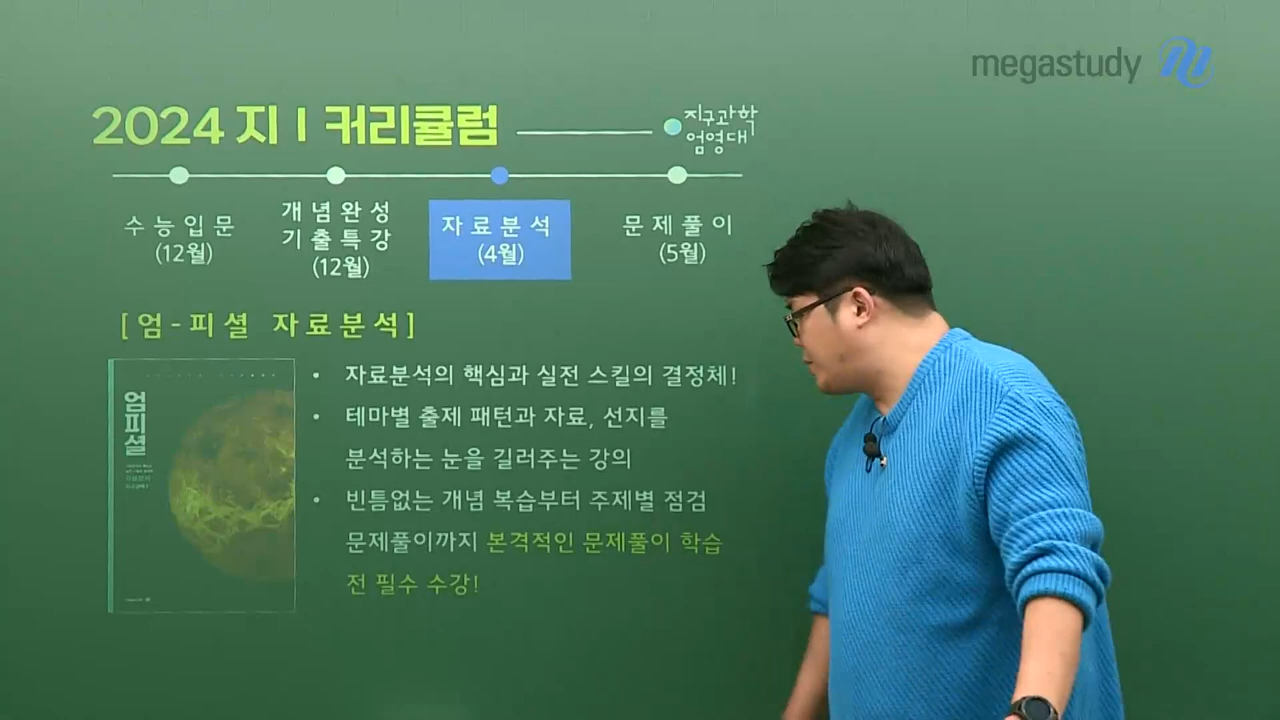 megastudy
2024 지Ⅰ 커리큘럼
지구과학
엄영대
수능입문
(12월)
개념완성
기출특강
(12월)
자료분석
(4월)
문제풀이
(5월)
[엄-피셜 자료분석]
엄피셜
• 자료분석의 핵심과 실전 스킬의 결정체!
• 테마별 출제 패턴과 자료, 선지를
분석하는 눈을 길러주는 강의
• 빈틈없는 개념 복습부터 주제별 점검
문제풀이까지 본격적인 문제풀이 학습
전 필수 수강!